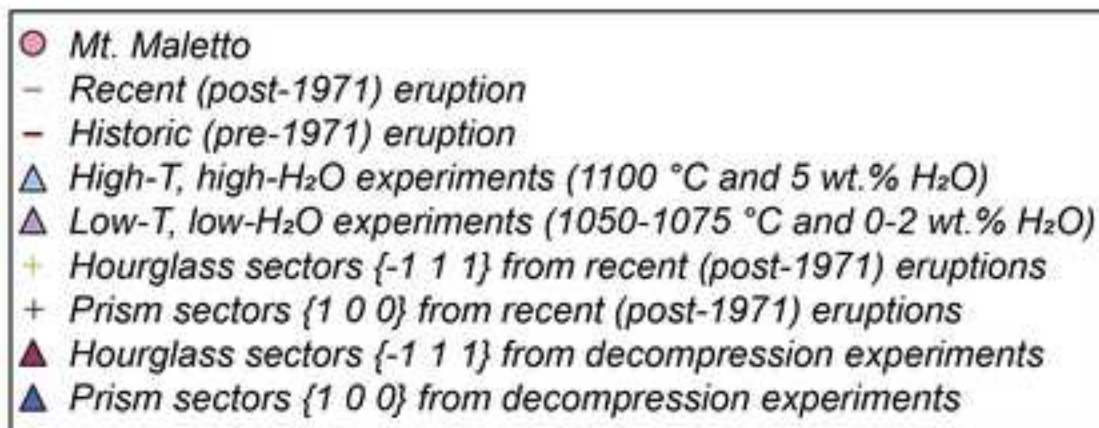 Mt. Maletto
Recent (post-1971) eruption
Historic (pre-1971) eruption
High-T, high-H₂O experiments (1100 °C and 5 wt.% H₂O)
Low-T, low-H₂O experiments (1050-1075 °C and 0-2 wt.% H₂O)
Hourglass sectors {-1 1 1} from recent (post-1971) eruptions
Prism sectors {1 0 0} from recent (post-1971) eruptions
Hourglass sectors {-1 1 1} from decompression experiments
Prism sectors {1 0 0} from decompression experiments